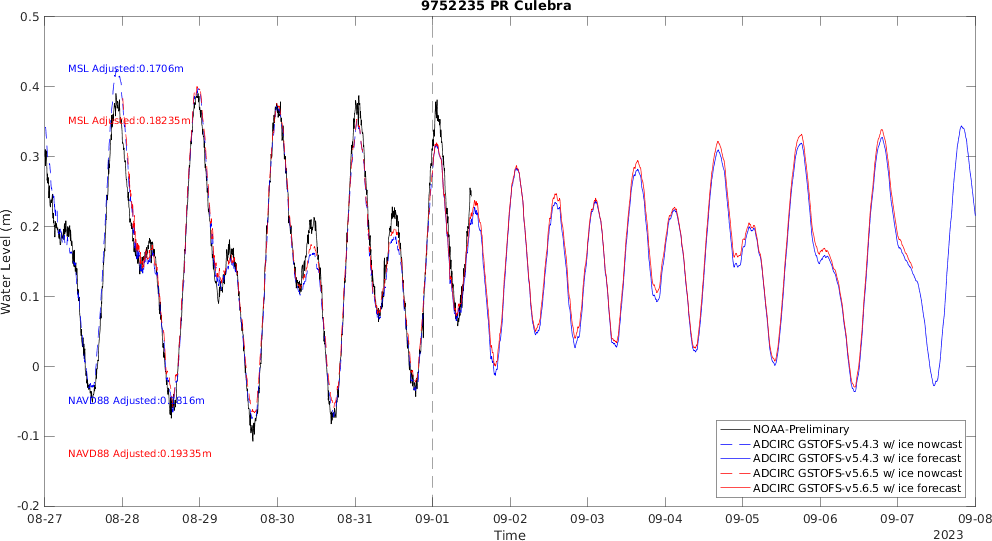 9752235 PR Culebra
0.5
0.4
0.3
0.2
0.1
0
-0.1
-0.2
Water Level (m)
MSL Adjusted:0.1706m
MSL Adjusted:0.18235m
NAVD88 Adjusted:0.1816m
NAVD88 Adjusted:0.19335m
NOAA-Preliminary
ADCIRC GSTOFS-v5.4.3 w/ ice nowcast
ADCIRC GSTOFS-v5.4.3 w/ ice forecast
ADCIRC GSTOFS-v5.6.5 w/ ice nowcast
ADCIRC GSTOFS-v5.6.5 w/ ice forecast
08-27 08-28 08-29 08-30 08-31 09-01 09-02 09-03 09-04 09-05 09-06 09-07 09-08
Time
2023